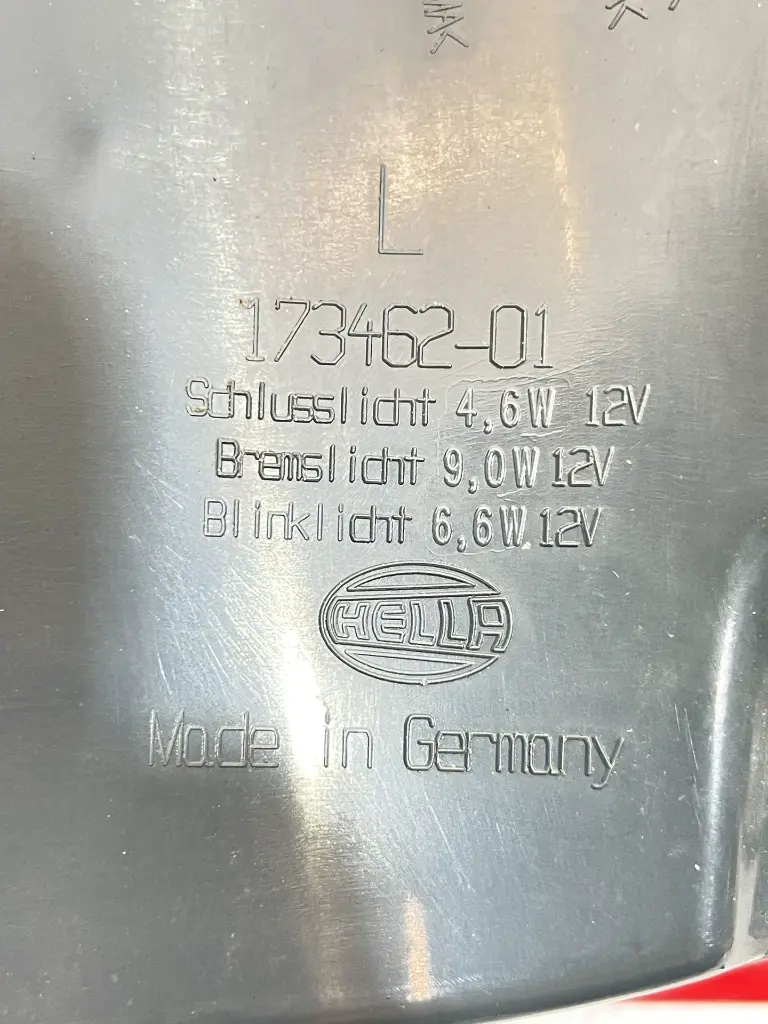 L
173462-01
Schlusslicht 4,6W 12V
Bremslicht 9,0W 12V
Blinklicht 6,6W 12V
HELLA
Made in Germany